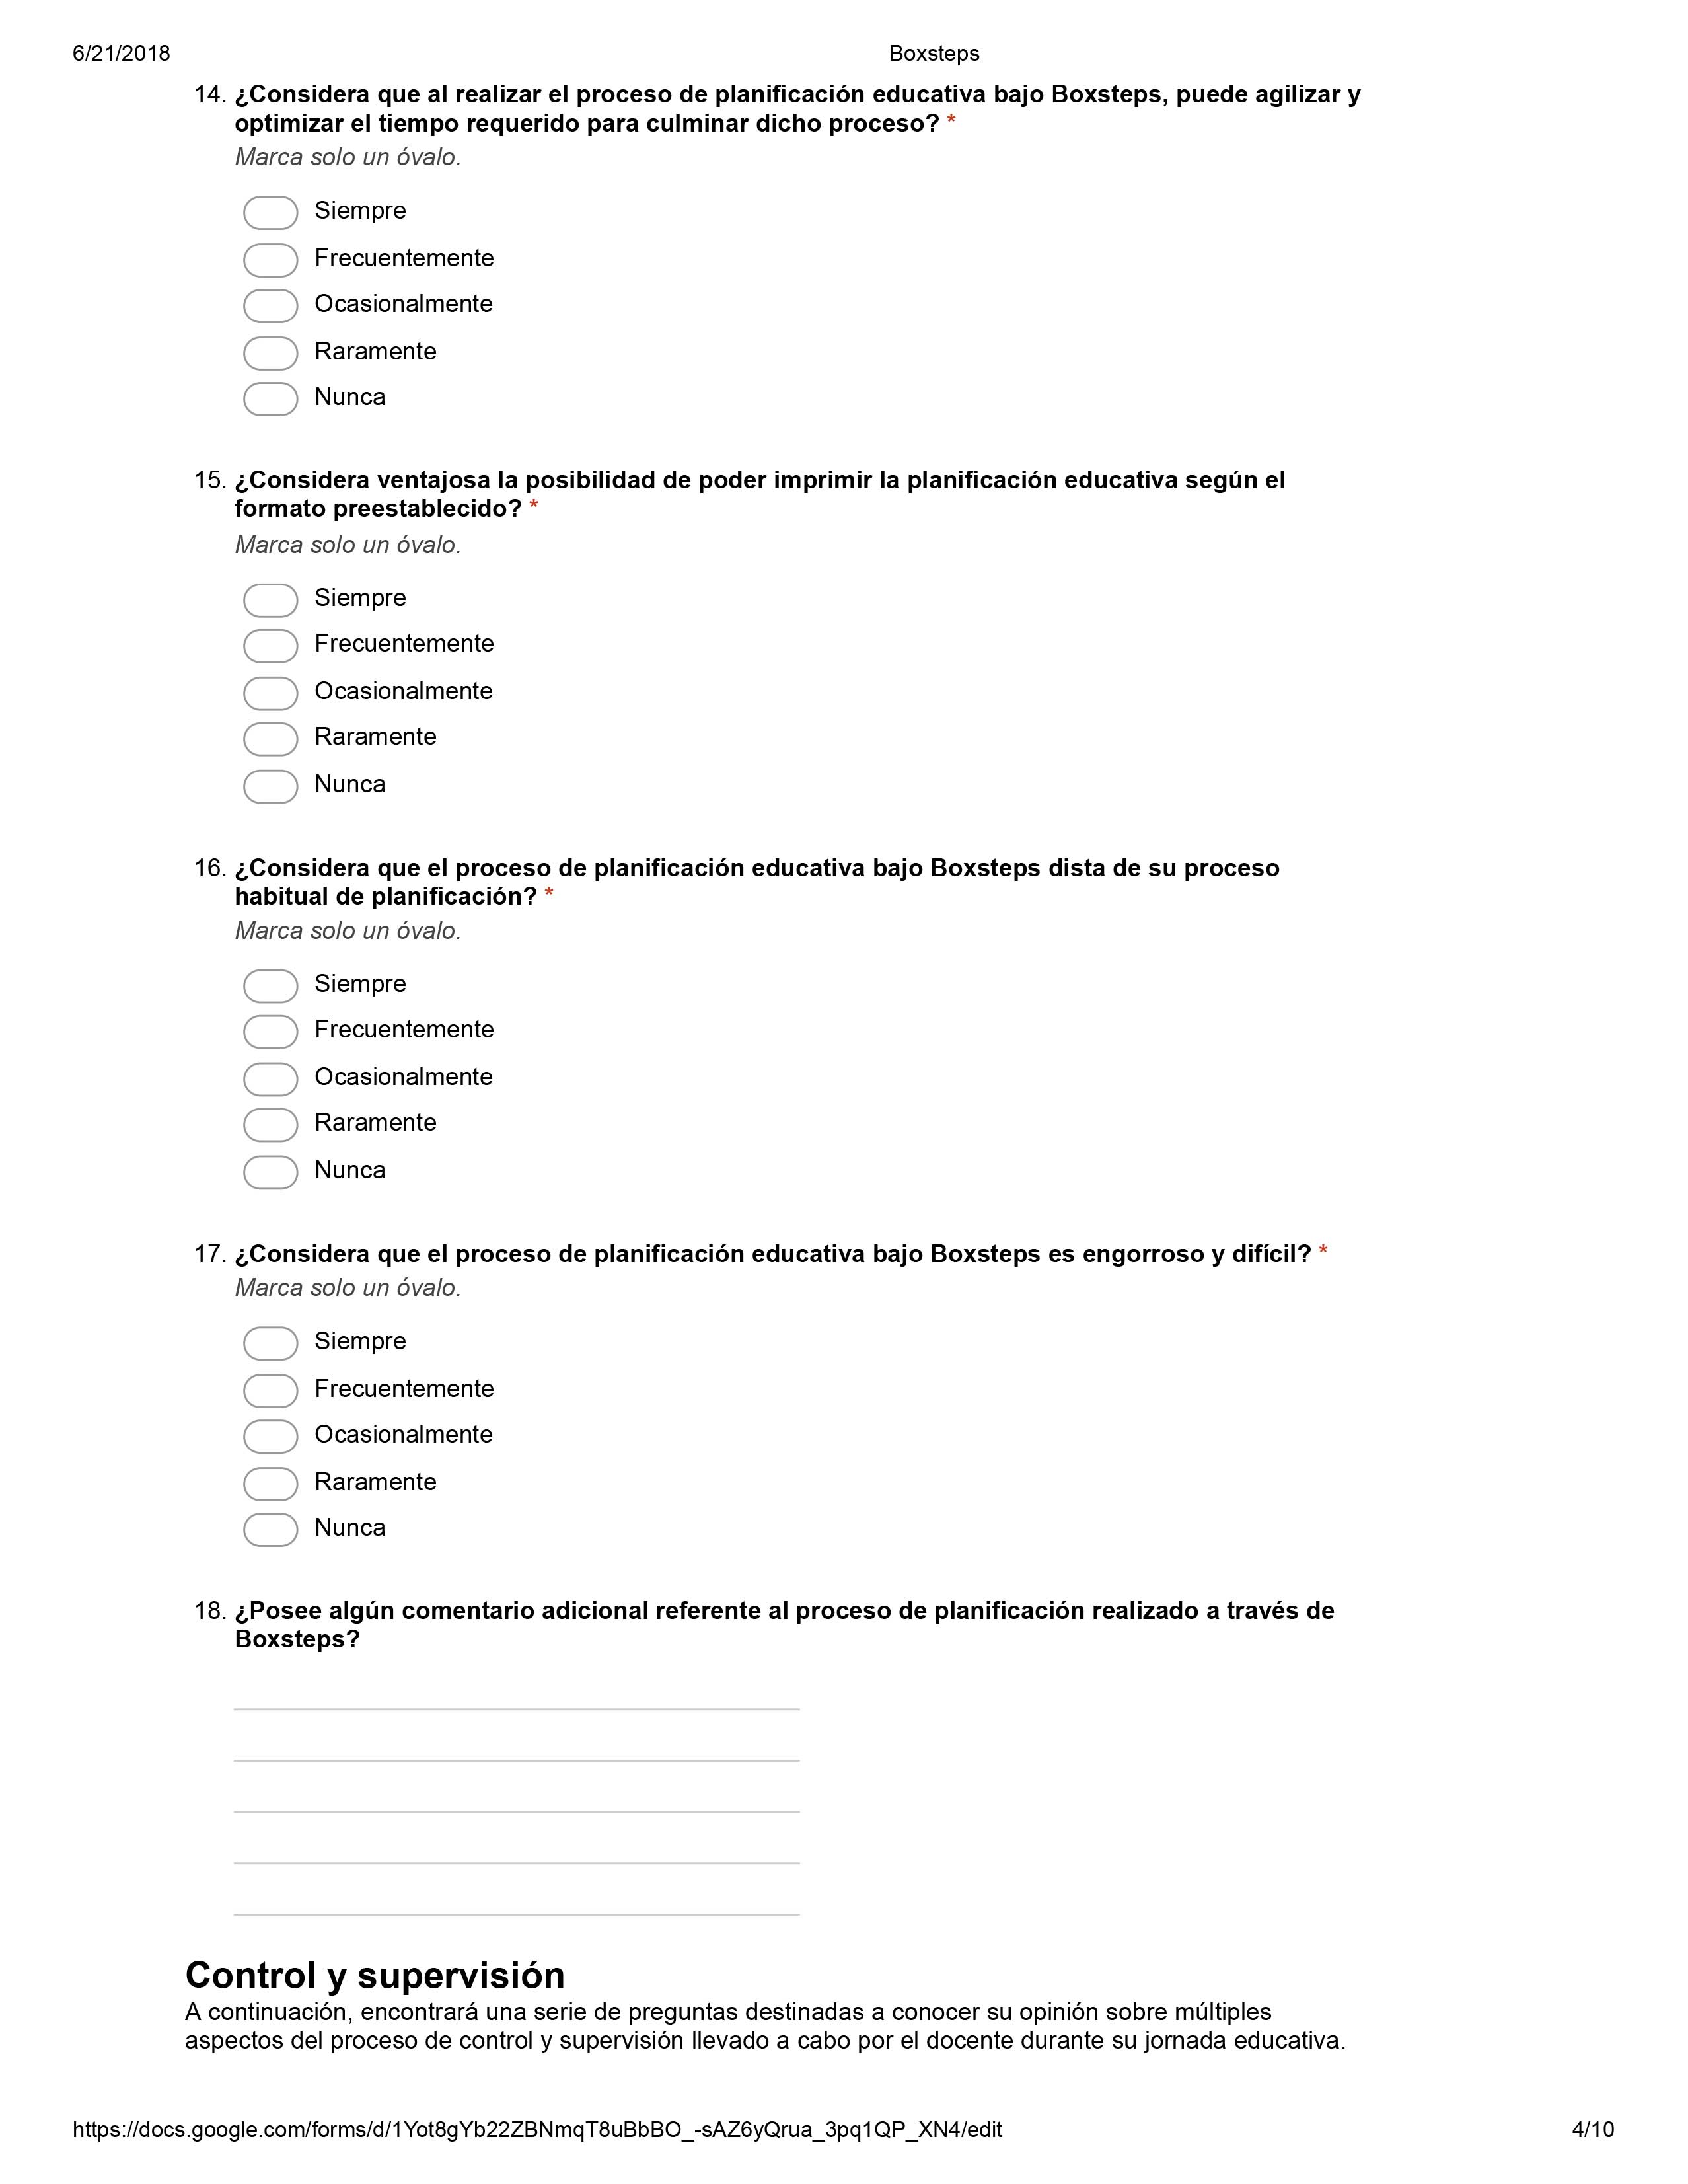 6/21/2018 Boxsteps
14. ¿Considera que al realizar el proceso de planificación educativa bajo Boxsteps, puede agilizar y
optimizar el tiempo requerido para culminar dicho proceso? *
Marca solo un óvalo.
Siempre
Frecuentemente
Ocasionalmente
Raramente
Nunca
15. ¿Considera ventajosa la posibilidad de poder imprimir la planificación educativa según el
formato preestablecido? *
Marca solo un óvalo.
Siempre
Frecuentemente
Ocasionalmente
Raramente
Nunca
16. ¿Considera que el proceso de planificación educativa bajo Boxsteps dista de su proceso
habitual de planificación? *
Marca solo un óvalo.
Siempre
Frecuentemente
Ocasionalmente
Raramente
Nunca
17. ¿Considera que el proceso de planificación educativa bajo Boxsteps es engorroso y difícil? *
Marca solo un óvalo.
Siempre
Frecuentemente
Ocasionalmente
Raramente
Nunca
18. ¿Posee algún comentario adicional referente al proceso de planificación realizado a través de
Boxsteps?
Control y supervisión
A continuación, encontrará una serie de preguntas destinadas a conocer su opinión sobre múltiples
aspectos del proceso de control y supervisión llevado a cabo por el docente durante su jornada educativa.
https://docs.google.com/forms/d/1Yot8gYb22ZBNmqT8uBbBO_-sAZ6yQrua_3pq1QP_XN4/edit 4/10